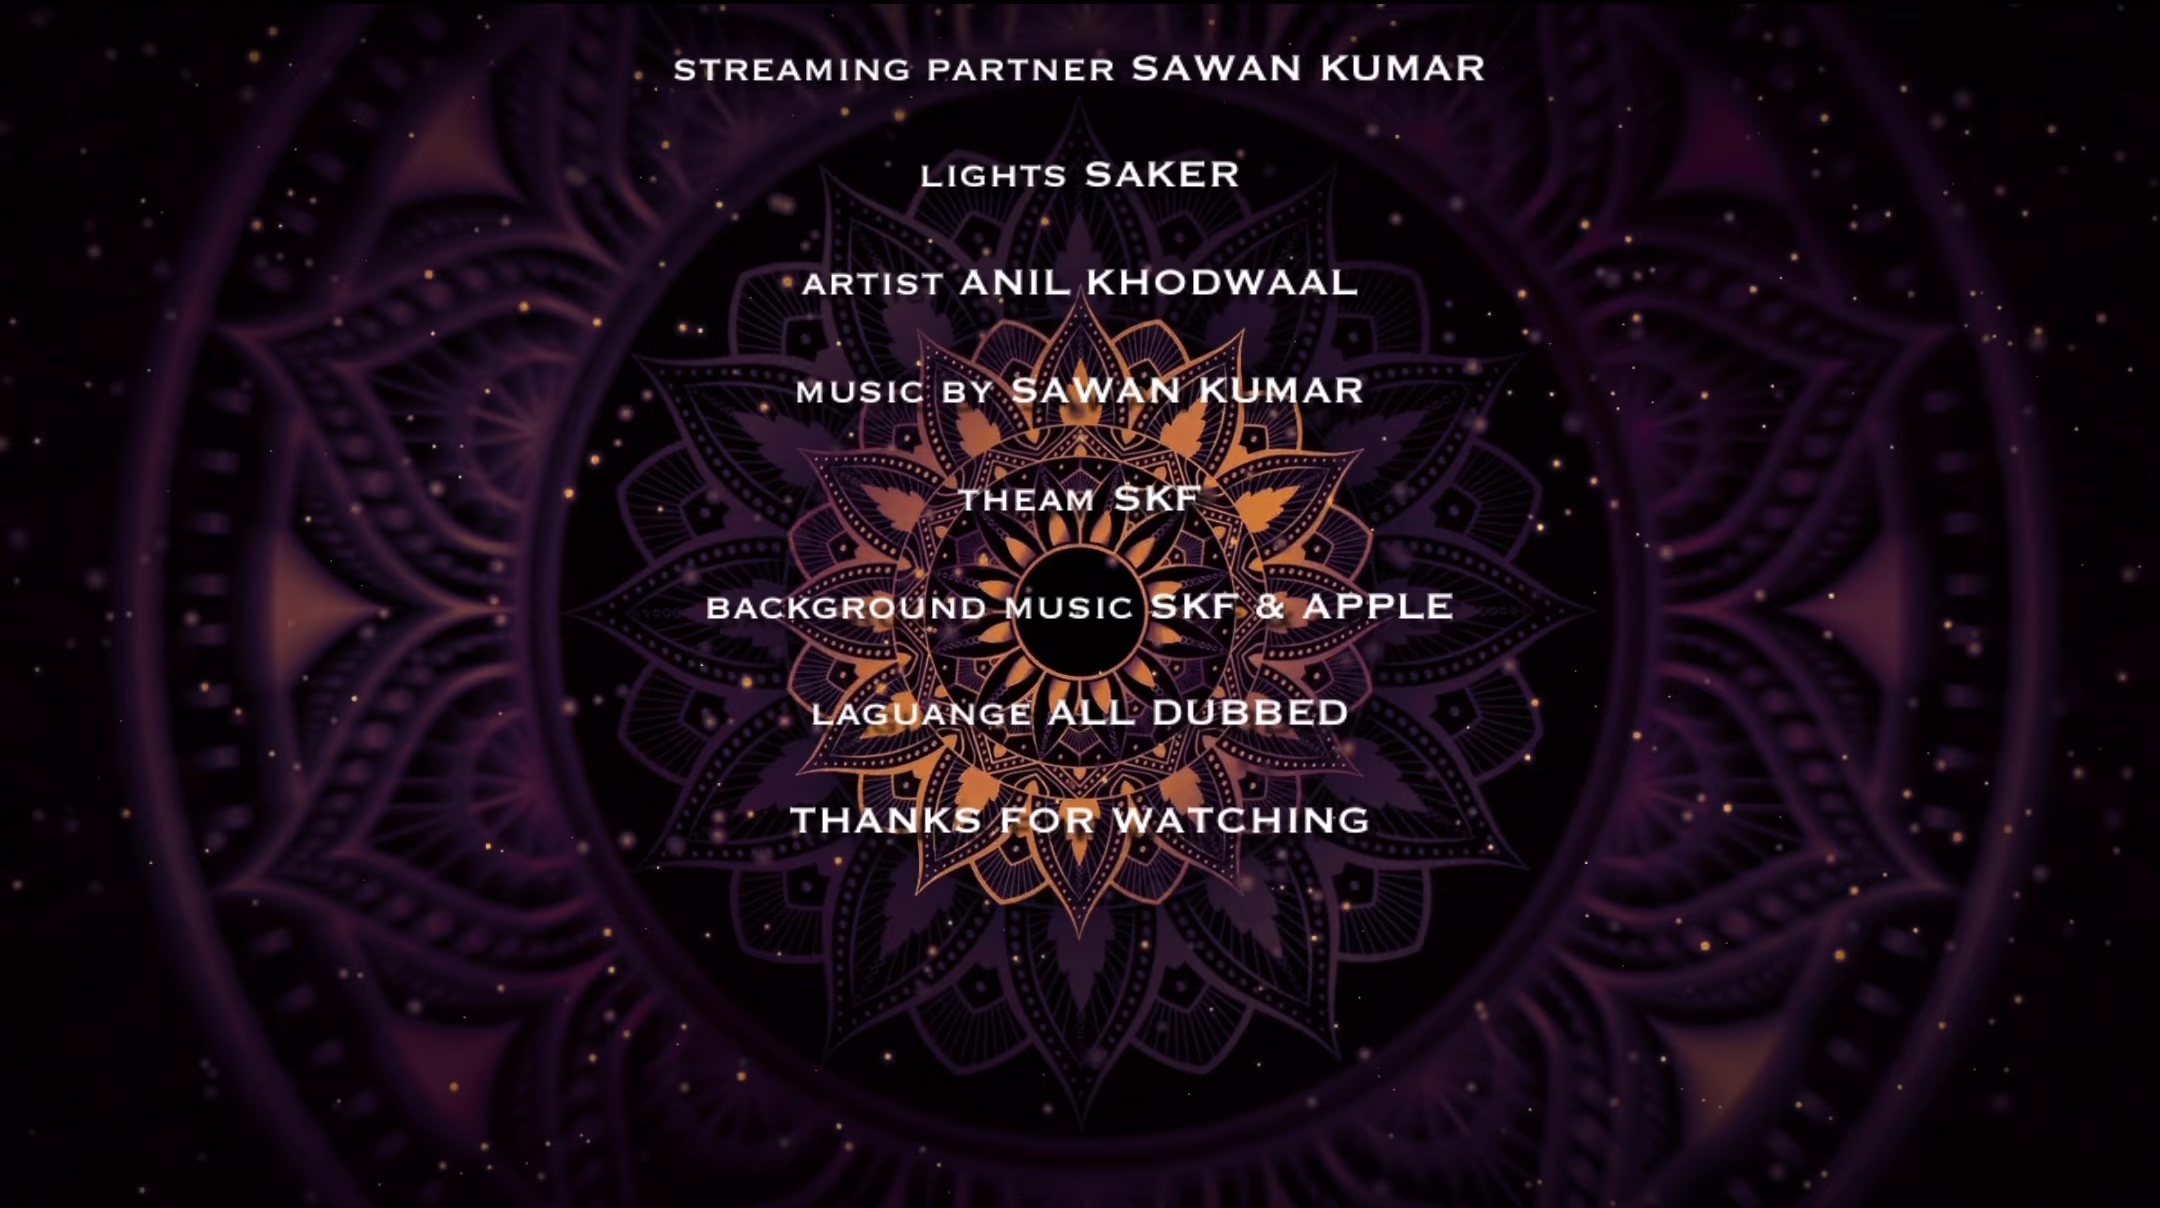 STREAMING PARTNER SAWAN KUMAR
LIGHTS SAKER
ARTIST ANIL KHODWAAL
MUSIC BY SAWAN KUMAR
THEAM SKF
BACKGROUND MUSIC SKF & APPLE
LAGUANGE ALL DUBBED
THANKS FOR WATCHING